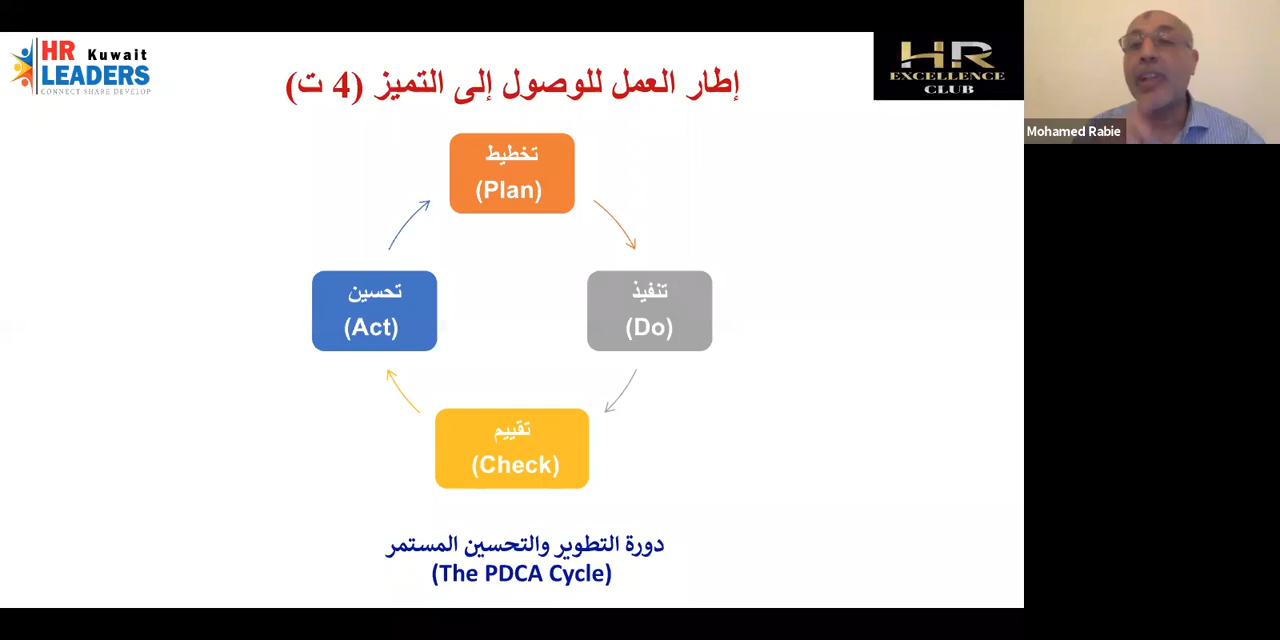 HR Kuwait
LEADERS
CONNECT SHARE DEVELOP
إطار العمل للوصول إلى التميز (4 ت)
HR
EXCELLENCE
CLUB
Mohamed Rabie
تخطيط
(Plan)
تنفيذ
(Do)
تقييم
(Check)
تحسين
(Act)
دورة التطوير والتحسين المستمر
(The PDCA Cycle)